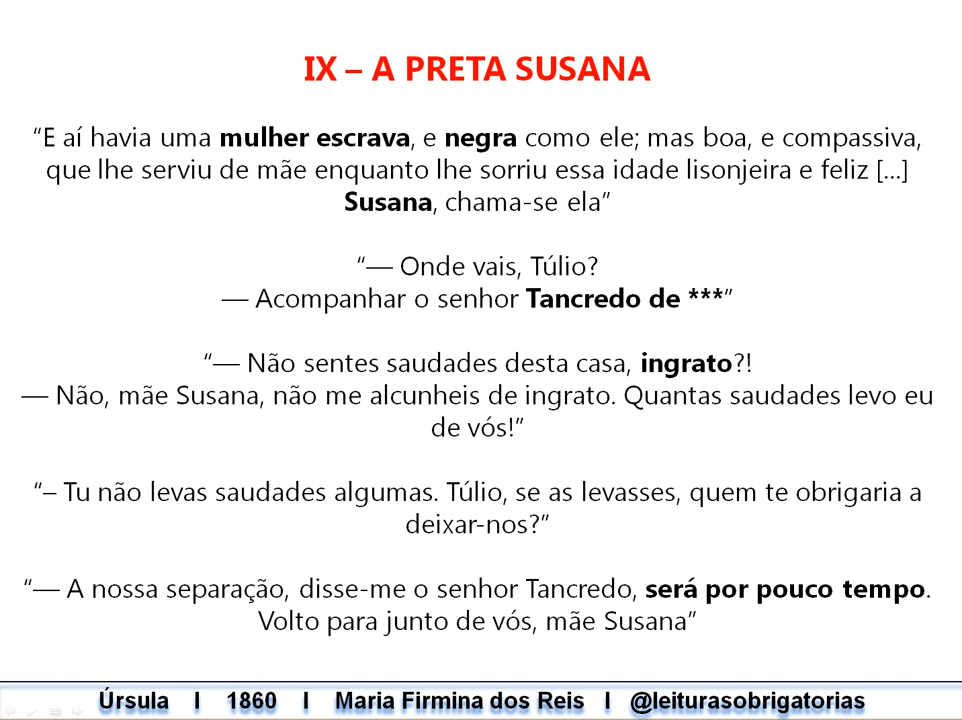 IX – A PRETA SUSANA
“E aí havia uma mulher escrava, e negra como ele; mas boa, e compassiva,
que lhe serviu de mãe enquanto lhe sorriu essa idade lisonjeira e feliz [...]
Susana, chama-se ela”
“— Onde vais, Túlio?
— Acompanhar o senhor Tancredo de ***”
“— Não sentes saudades desta casa, ingrato?!
— Não, mãe Susana, não me alcunheis de ingrato. Quantas saudades levo eu
de vós!”
“– Tu não levas saudades algumas. Túlio, se as levasses, quem te obrigaria a
deixar-nos?”
“— A nossa separação, disse-me o senhor Tancredo, será por pouco tempo.
Volto para junto de vós, mãe Susana”
Úrsula I 1860 I Maria Firmina dos Reis I @leiturasobrigatorias